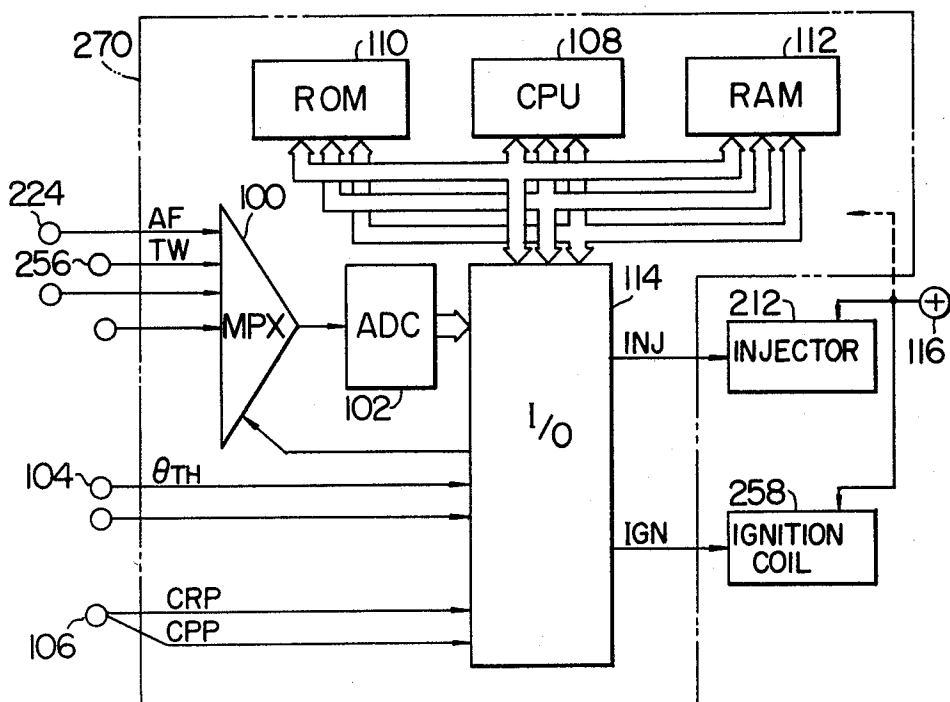 270
110
108
112
ROM
CPU
RAM
224
AF
100
256
TW
MPX
ADC
102
114
INJ
212
INJECTOR
116
I/O
104
θTH
IGN
258
IGNITION
COIL
106
CRP
CPP